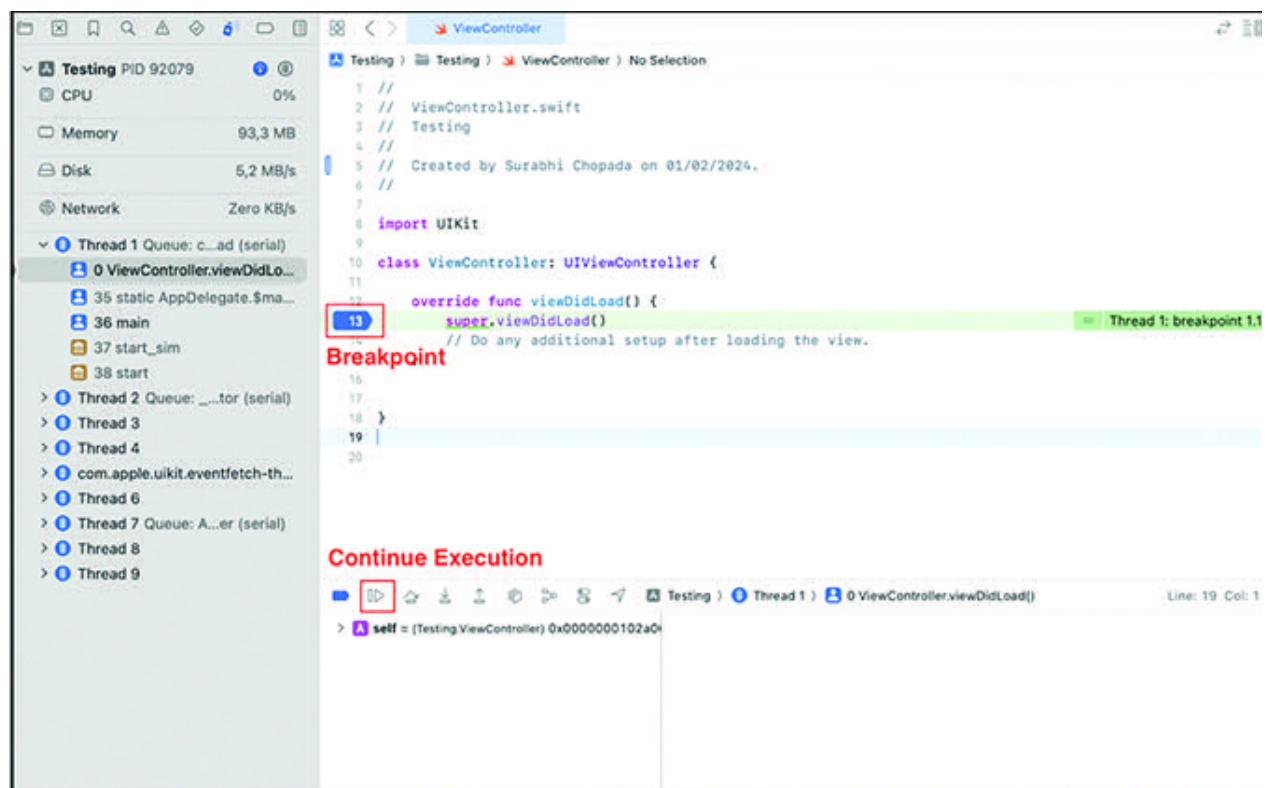 ViewController
Testing PID 92079
CPU 0%
Memory 93,3 MB
Disk 5,2 MB/s
Network Zero KB/s
Thread 1 Queue: c...ad (serial)
0 ViewController.viewDidLo...
35 static AppDelegate.$ma...
36 main
37 start_sim
38 start
Thread 2 Queue: _...tor (serial)
Thread 3
Thread 4
com.apple.uikit.eventfetch-th...
Thread 6
Thread 7 Queue: A...er (serial)
Thread 8
Thread 9
Testing 〉 Testing 〉 ViewController 〉 No Selection
1 //
2 // ViewController.swift
3 // Testing
4 //
5 // Created by Surabhi Chopada on 01/02/2024.
6 //
7
8 import UIKit
9
10 class ViewController: UIViewController {
11
12 override func viewDidLoad() {
13 super.viewDidLoad() Thread 1: breakpoint 1.1
14 // Do any additional setup after loading the view.
Breakpoint
16
17
18 }
19
20
Continue Execution
Testing 〉 Thread 1 〉 0 ViewController.viewDidLoad() Line: 19 Col: 1
A self = (Testing.ViewController) 0x0000000102a0